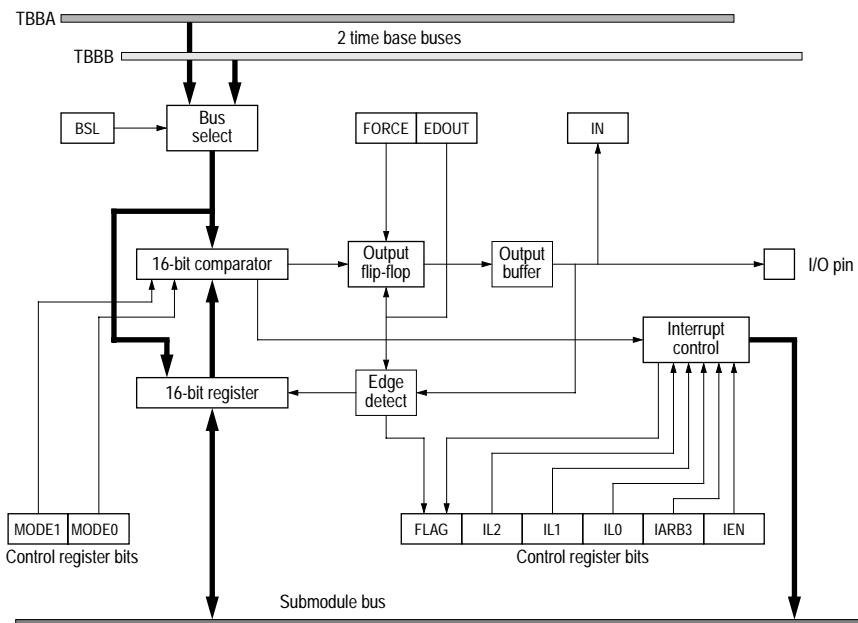 TBBA
2 time base buses
TBBB
BSL
Bus
select
FORCE
EDOUT
IN
16-bit comparator
Output
flip-flop
Output
buffer
I/O pin
Interrupt
control
16-bit register
Edge
detect
MODE1
MODE0
Control register bits
FLAG
IL2
IL1
IL0
IARB3
IEN
Control register bits
Submodule bus